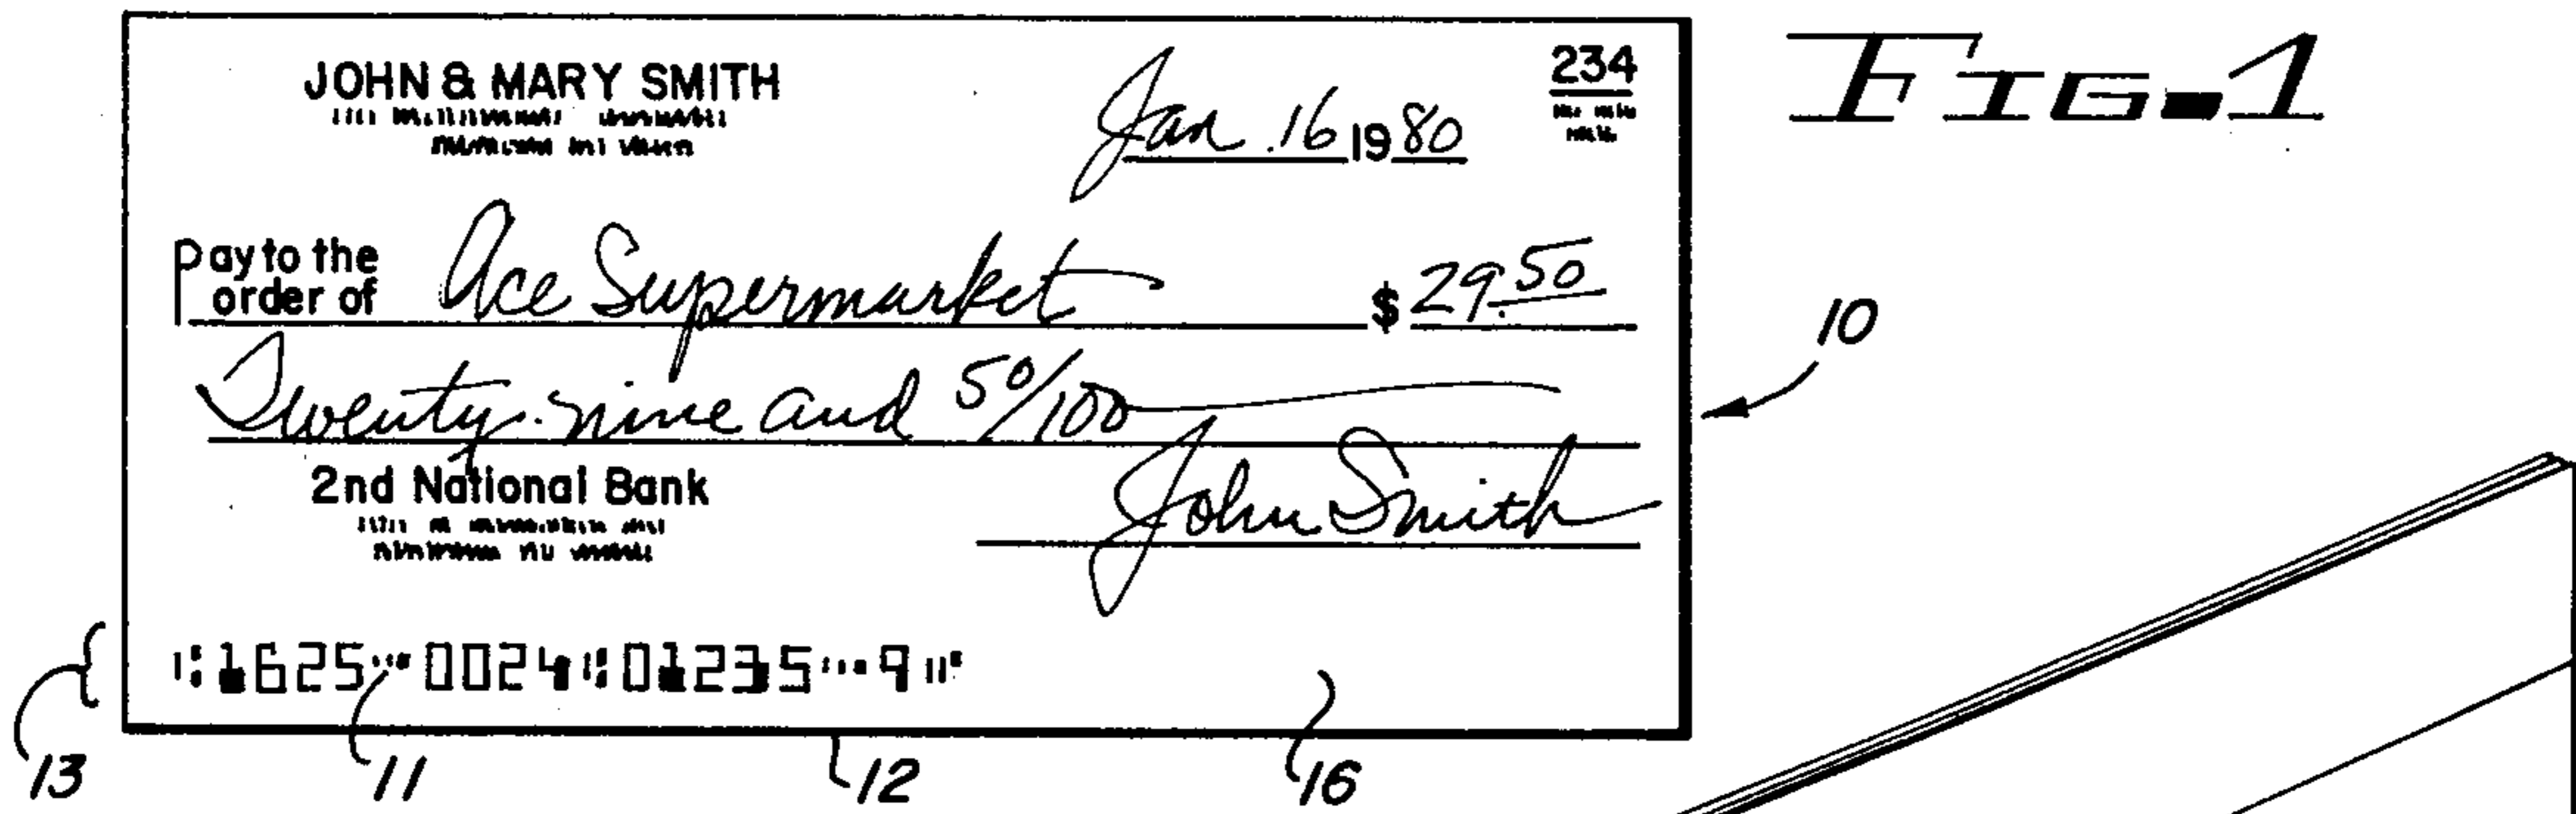 JOHN & MARY SMITH
234
Jan. 16 1980
FIG-1
Pay to the order of Ace Supermarket $29.50
10
Twenty-nine and 50/100
2nd National Bank
John Smith
⑆1625⑉0024⑆01235⑉9⑈
13
11
12
16